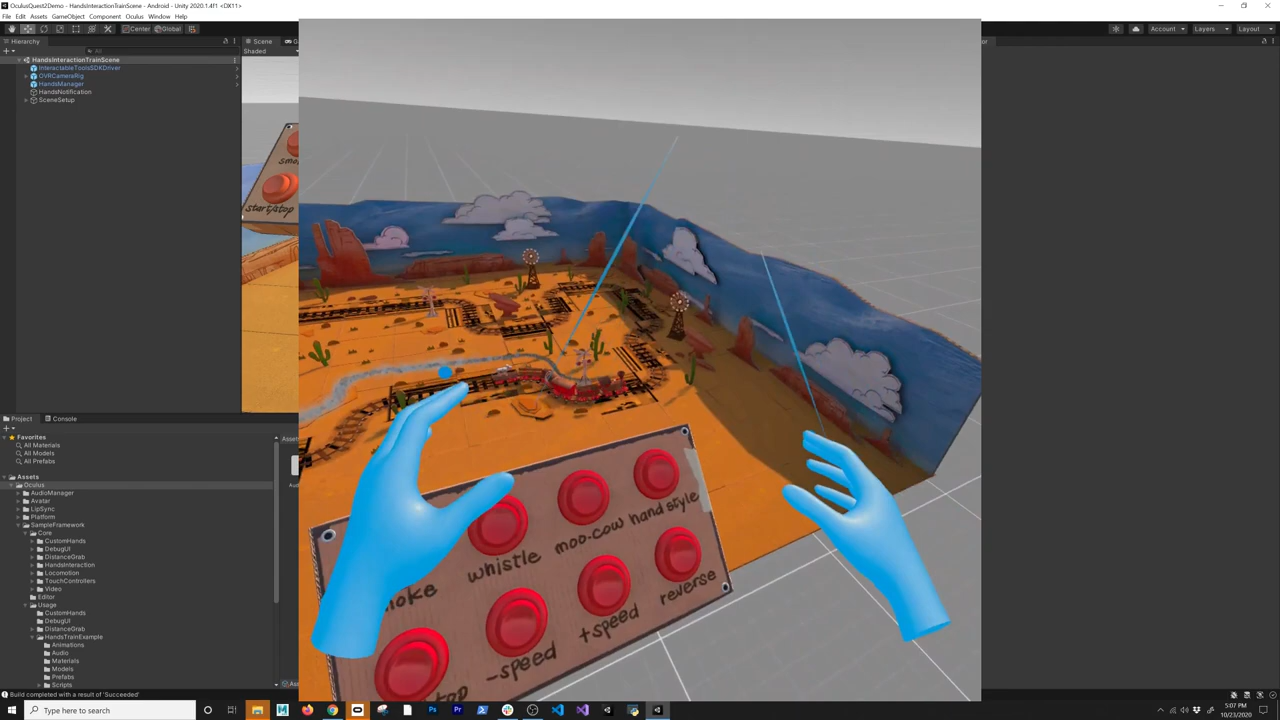 OculusQuest2Demo - HandsInteractionTrainScene - Android - Unity 2020.1.4f1 <DX11>
File Edit Assets GameObject Component Oculus Window Help
Center Global
Account Layers Layout
Hierarchy
All
HandsInteractionTrainScene
InteractableToolsSDKDriver
OVRCameraRig
HandsManager
HandsNotification
SceneSetup
Scene
Shaded
start/stop
whistle
moo-cow
hand style
-speed
+speed
reverse
Project Console
Favorites
All Materials
All Models
All Prefabs
Assets
Oculus
AudioManager
Avatar
LipSync
Platform
SampleFramework
Core
CustomHands
DebugUI
DistanceGrab
HandsInteraction
Locomotion
TouchControllers
Video
Editor
Usage
CustomHands
DebugUI
DistanceGrab
HandsTrainExample
Animations
Audio
Materials
Models
Prefabs
Scripts
Build completed with a result of 'Succeeded'
Type here to search
5:07 PM
10/23/2020